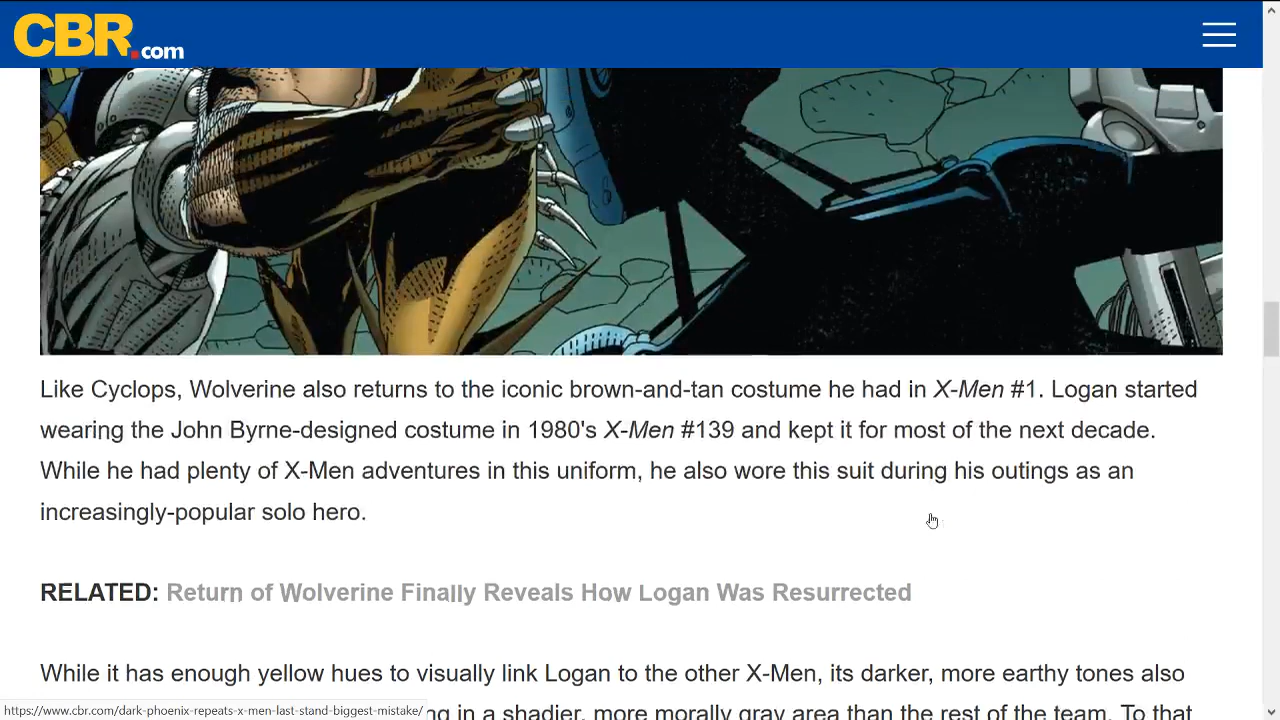 CBR.com
Like Cyclops, Wolverine also returns to the iconic brown-and-tan costume he had in X-Men #1. Logan started
wearing the John Byrne-designed costume in 1980's X-Men #139 and kept it for most of the next decade.
While he had plenty of X-Men adventures in this uniform, he also wore this suit during his outings as an
increasingly-popular solo hero.
RELATED: Return of Wolverine Finally Reveals How Logan Was Resurrected
While it has enough yellow hues to visually link Logan to the other X-Men, its darker, more earthy tones also
in a shadier, more morally gray area than the rest of the team. To that
https://www.cbr.com/dark-phoenix-repeats-x-men-last-stand-biggest-mistake/